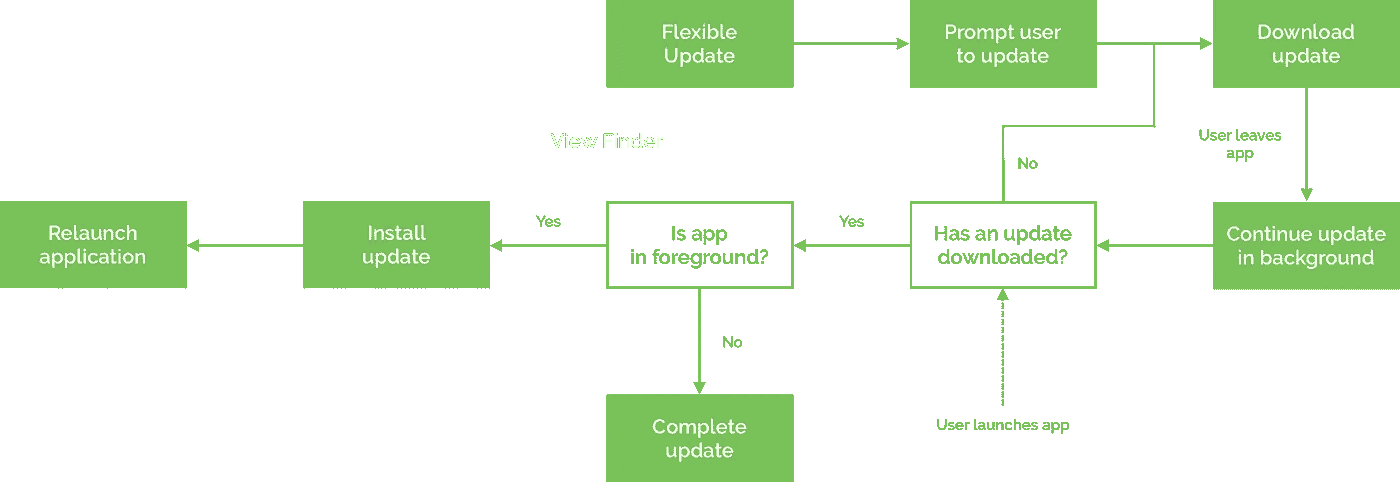 Flexible
Update
Prompt user
to update
Download
update
View Finder
User leaves
app
No
Relaunch
application
Yes
Install
update
Is app
in foreground?
Yes
Has an update
downloaded?
Continue update
in background
No
Complete
update
User launches app